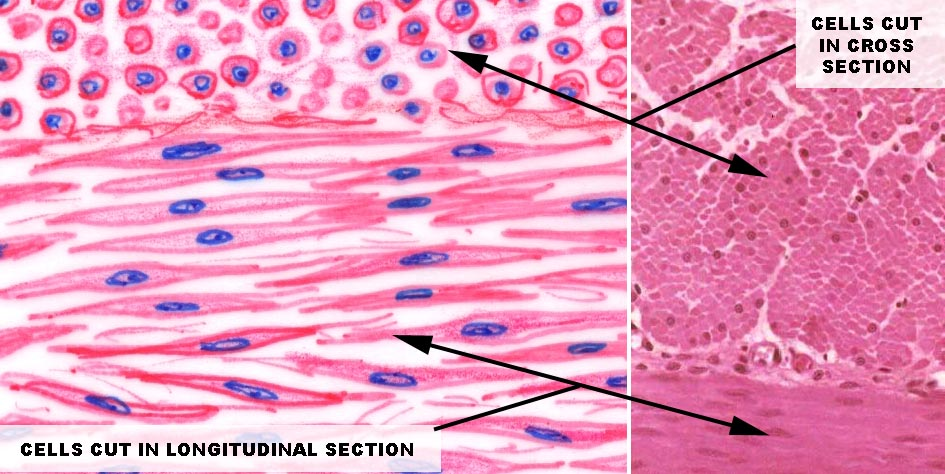 CELLS CUT
IN CROSS
SECTION
CELLS CUT IN LONGITUDINAL SECTION